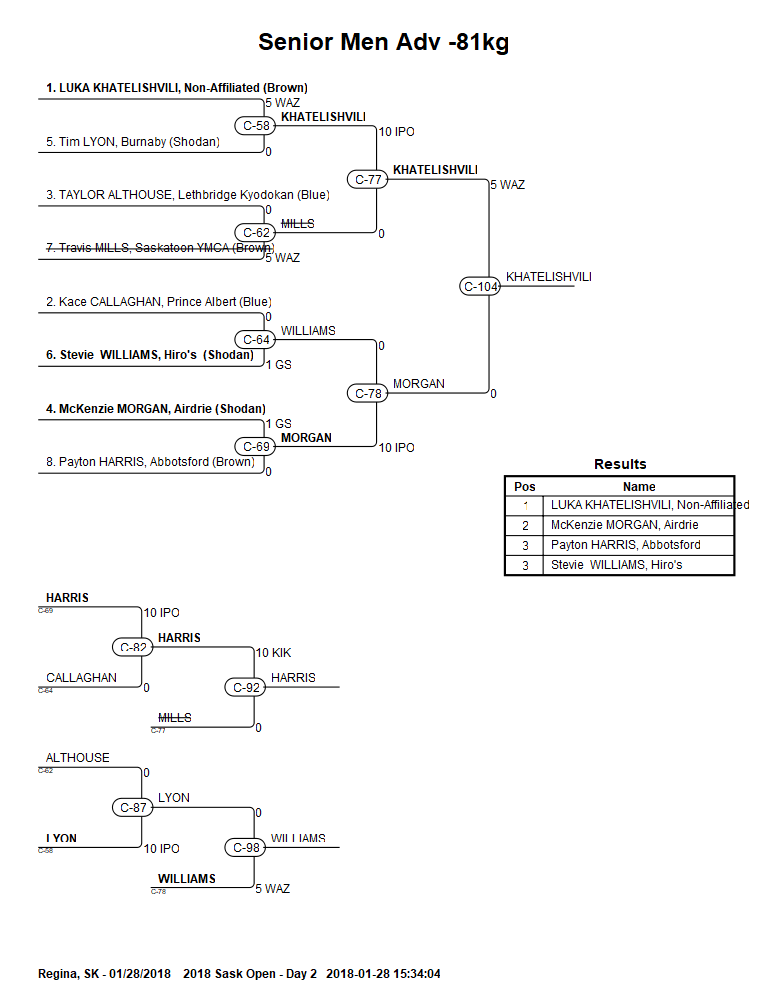 Senior Men Adv -81kg
1. LUKA KHATELISHVILI, Non-Affiliated (Brown)
5 WAZ
C-58
KHATELISHVILI
10 IPO
5. Tim LYON, Burnaby (Shodan)
0
C-77
KHATELISHVILI
5 WAZ
3. TAYLOR ALTHOUSE, Lethbridge Kyodokan (Blue)
0
C-62
MILLS
0
7. Travis MILLS, Saskatoon YMCA (Brown)
5 WAZ
C-104
KHATELISHVILI
2. Kace CALLAGHAN, Prince Albert (Blue)
0
C-64
WILLIAMS
0
6. Stevie  WILLIAMS, Hiro's  (Shodan)
1 GS
C-78
MORGAN
0
4. McKenzie MORGAN, Airdrie (Shodan)
1 GS
C-69
MORGAN
10 IPO
8. Payton HARRIS, Abbotsford (Brown)
0
Results
Pos Name
1 LUKA KHATELISHVILI, Non-Affiliated
2 McKenzie MORGAN, Airdrie
3 Payton HARRIS, Abbotsford
3 Stevie  WILLIAMS, Hiro's
HARRIS
C-69
10 IPO
C-82
HARRIS
10 KIK
CALLAGHAN
C-64
0
C-92
HARRIS
MILLS
C-77
0
ALTHOUSE
C-62
0
C-87
LYON
0
LYON
C-58
10 IPO
C-98
WILLIAMS
WILLIAMS
C-78
5 WAZ
Regina, SK - 01/28/2018    2018 Sask Open - Day 2   2018-01-28 15:34:04